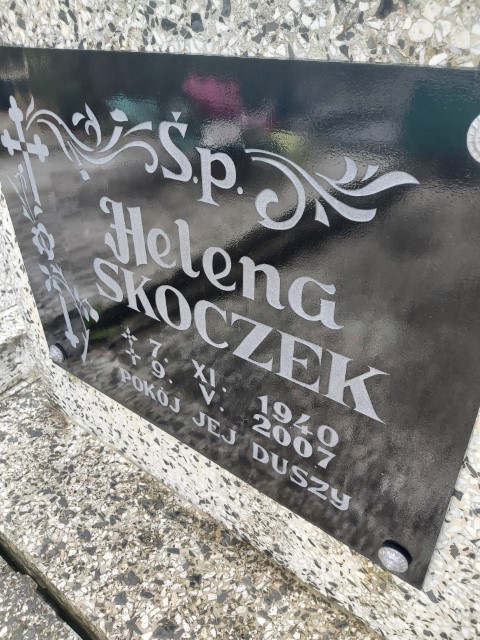 Ś.p.
Helena
SKOCZEK
7. XI. 1940
9. V. 2007
POKÓJ JEJ DUSZY